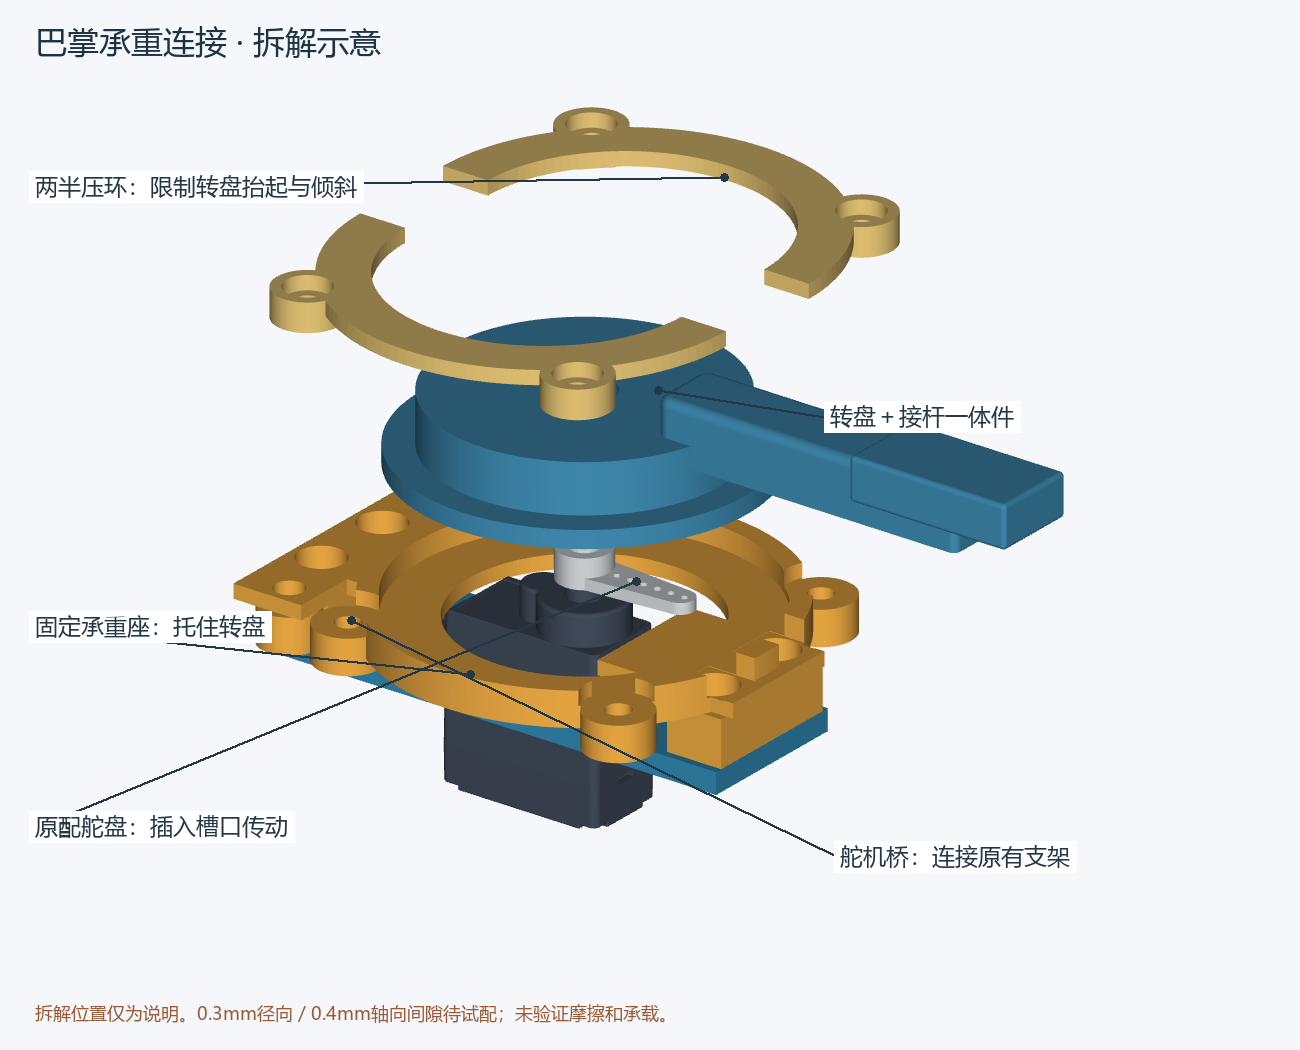 巴掌承重连接 · 拆解示意
两半压环：限制转盘抬起与倾斜
转盘 + 接杆一体件
固定承重座：托住转盘
原配舵盘：插入槽口传动
舵机桥：连接原有支架
拆解位置仅为说明。0.3mm径向 / 0.4mm轴向间隙待试配；未验证摩擦和承载。